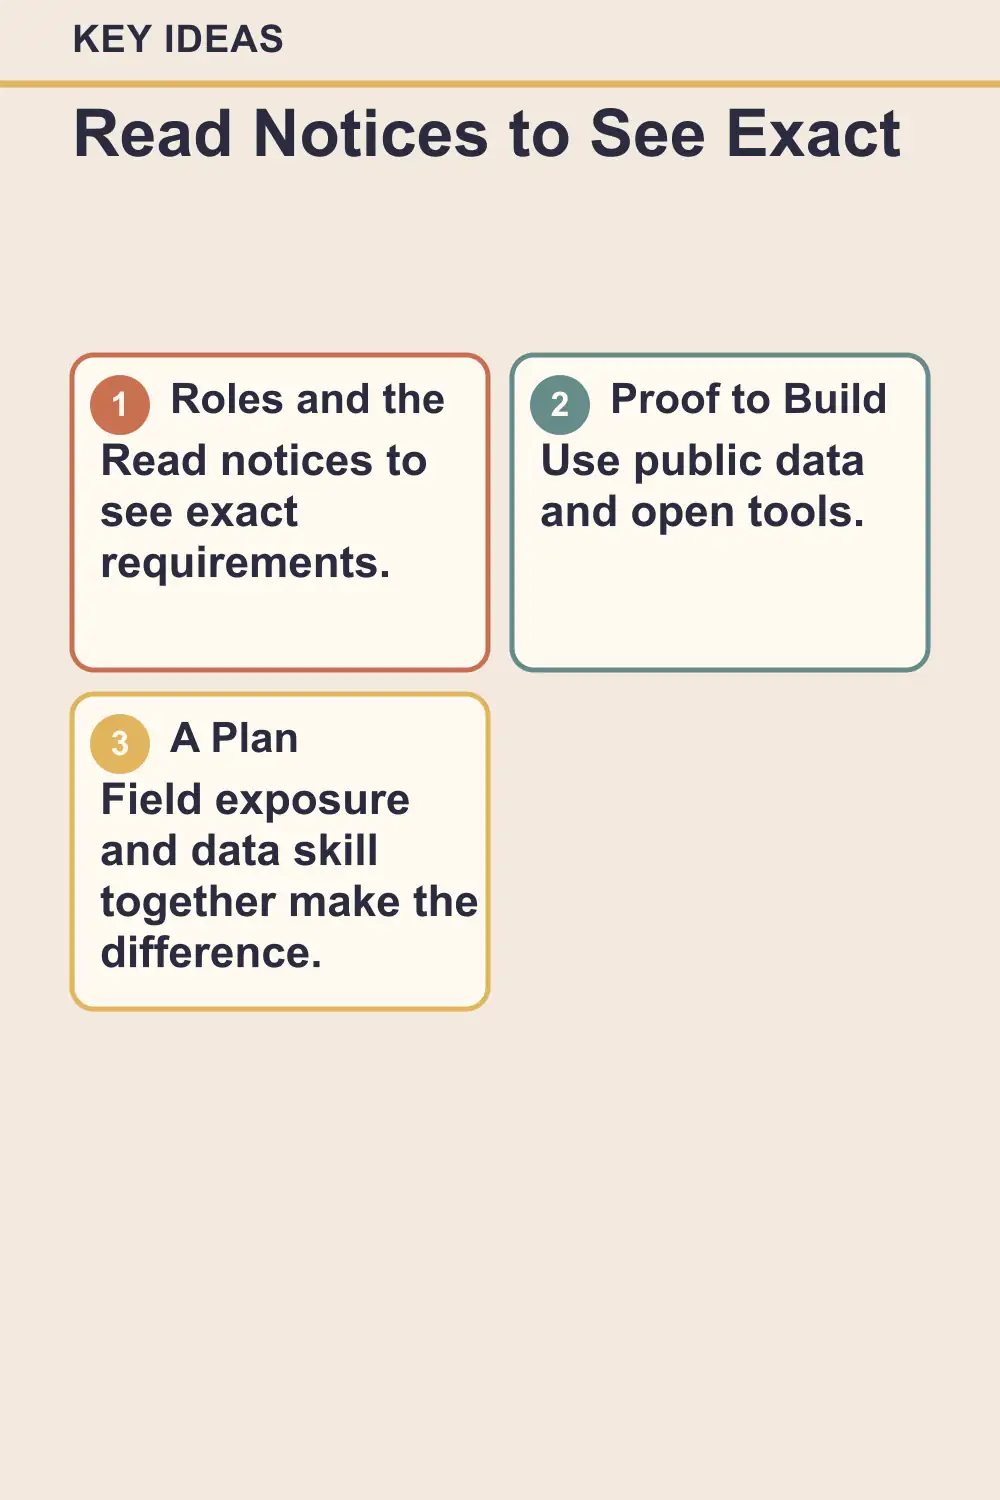 KEY IDEAS
Read Notices to See Exact
1 Roles and the
Read notices to
see exact
requirements.
2 Proof to Build
Use public data
and open tools.
3 A Plan
Field exposure
and data skill
together make the
difference.